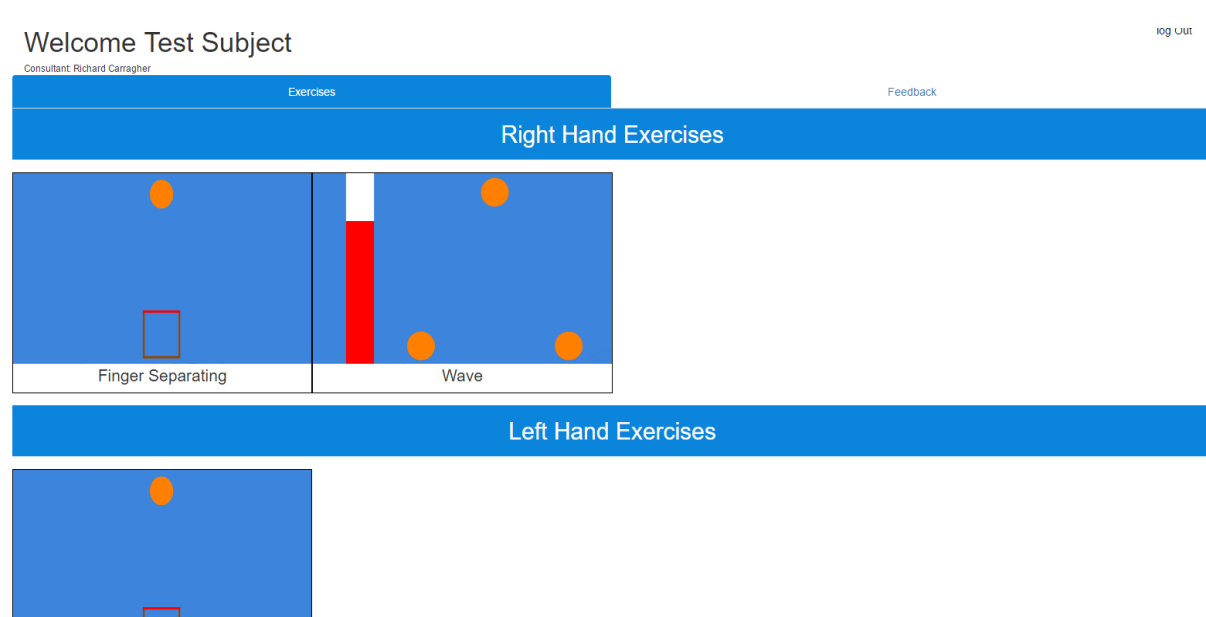 Welcome Test Subject
log Out
Consultant: Richard Carragher
Exercises
Feedback
Right Hand Exercises
Finger Separating
Wave
Left Hand Exercises